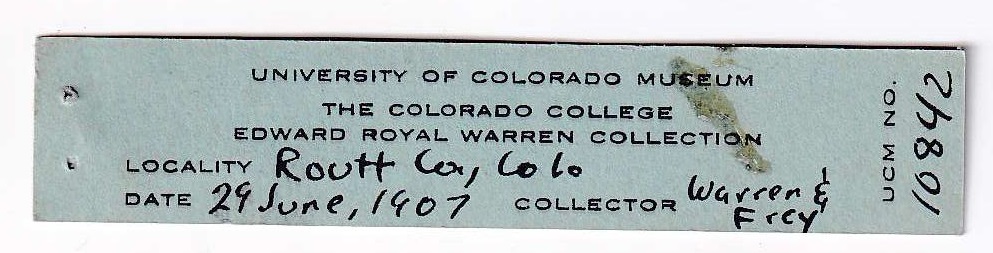 UNIVERSITY OF COLORADO MUSEUM
THE COLORADO COLLEGE
EDWARD ROYAL WARREN COLLECTION
LOCALITY Routt Co, Colo
DATE 29 June, 1907 COLLECTOR Warren & Frey
UCM NO. 10842